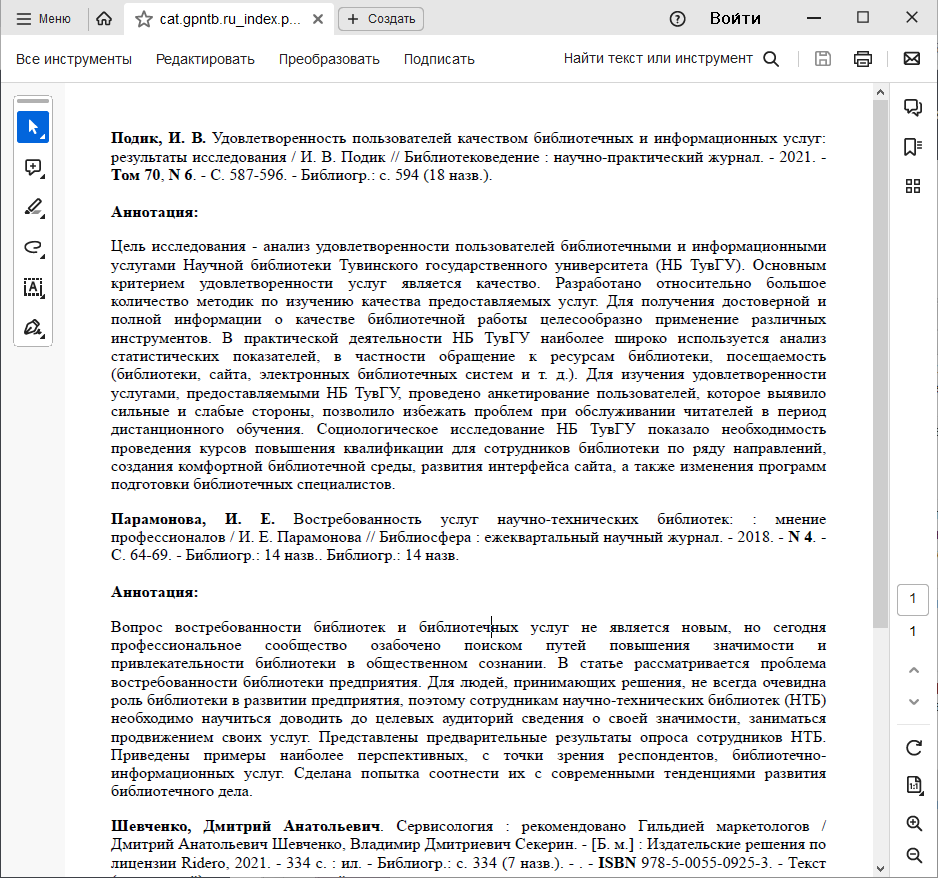 Меню
cat.gpntb.ru_index.p...
Создать
Войти
Все инструменты
Редактировать
Преобразовать
Подписать
Найти текст или инструмент
Подик, И. В. Удовлетворенность пользователей качеством библиотечных и информационных услуг:
результаты исследования / И. В. Подик // Библиотековедение : научно-практический журнал. - 2021. -
Том 70, N 6. - С. 587-596. - Библиогр.: с. 594 (18 назв.).
Аннотация:
Цель исследования - анализ удовлетворенности пользователей библиотечными и информационными
услугами Научной библиотеки Тувинского государственного университета (НБ ТувГУ). Основным
критерием удовлетворенности услуг является качество. Разработано относительно большое
количество методик по изучению качества предоставляемых услуг. Для получения достоверной и
полной информации о качестве библиотечной работы целесообразно применение различных
инструментов. В практической деятельности НБ ТувГУ наиболее широко используется анализ
статистических показателей, в частности обращение к ресурсам библиотеки, посещаемость
(библиотеки, сайта, электронных библиотечных систем и т. д.). Для изучения удовлетворенности
услугами, предоставляемыми НБ ТувГУ, проведено анкетирование пользователей, которое выявило
сильные и слабые стороны, позволило избежать проблем при обслуживании читателей в период
дистанционного обучения. Социологическое исследование НБ ТувГУ показало необходимость
проведения курсов повышения квалификации для сотрудников библиотеки по ряду направлений,
создания комфортной библиотечной среды, развития интерфейса сайта, а также изменения программ
подготовки библиотечных специалистов.
Парамонова, И. Е. Востребованность услуг научно-технических библиотек: : мнение
профессионалов / И. Е. Парамонова // Библиосфера : ежеквартальный научный журнал. - 2018. - N 4. -
С. 64-69. - Библиогр.: 14 назв.. Библиогр.: 14 назв.
Аннотация:
Вопрос востребованности библиотек и библиотечных услуг не является новым, но сегодня
профессиональное сообщество озабочено поиском путей повышения значимости и
привлекательности библиотеки в общественном сознании. В статье рассматривается проблема
востребованности библиотеки предприятия. Для людей, принимающих решения, не всегда очевидна
роль библиотеки в развитии предприятия, поэтому сотрудникам научно-технических библиотек (НТБ)
необходимо научиться доводить до целевых аудиторий сведения о своей значимости, заниматься
продвижением своих услуг. Представлены предварительные результаты опроса сотрудников НТБ.
Приведены примеры наиболее перспективных, с точки зрения респондентов, библиотечно-
информационных услуг. Сделана попытка соотнести их с современными тенденциями развития
библиотечного дела.
Шевченко, Дмитрий Анатольевич. Сервисология : рекомендовано Гильдией маркетологов /
Дмитрий Анатольевич Шевченко, Владимир Дмитриевич Секерин. - [Б. м.] : Издательские решения по
лицензии Ridero, 2021. - 334 с. : ил. - Библиогр.: с. 334 (7 назв.). - . - ISBN 978-5-0055-0925-3. - Текст
1
1